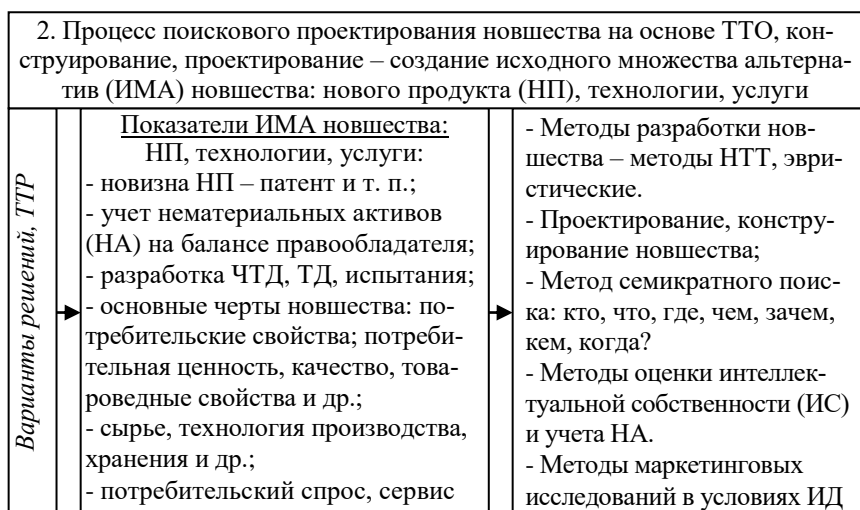 2. Процесс поискового проектирования новшества на основе ТТО, кон-
струирование, проектирование – создание исходного множества альтерна-
тив (ИМА) новшества: нового продукта (НП), технологии, услуги
Варианты решений, ТТР
Показатели ИМА новшества:
НП, технологии, услуги:
- новизна НП – патент и т. п.;
- учет нематериальных активов
(НА) на балансе правообладателя;
- разработка ЧТД, ТД, испытания;
- основные черты новшества: по-
требительские свойства; потреби-
тельная ценность, качество, това-
роведные свойства и др.;
- сырье, технология производства,
хранения и др.;
- потребительский спрос, сервис
- Методы разработки нов-
шества – методы НТТ, эври-
стические.
- Проектирование, констру-
ирование новшества;
- Метод семикратного поис-
ка: кто, что, где, чем, зачем,
кем, когда?
- Методы оценки интеллек-
туальной собственности (ИС)
и учета НА.
- Методы маркетинговых
исследований в условиях ИД